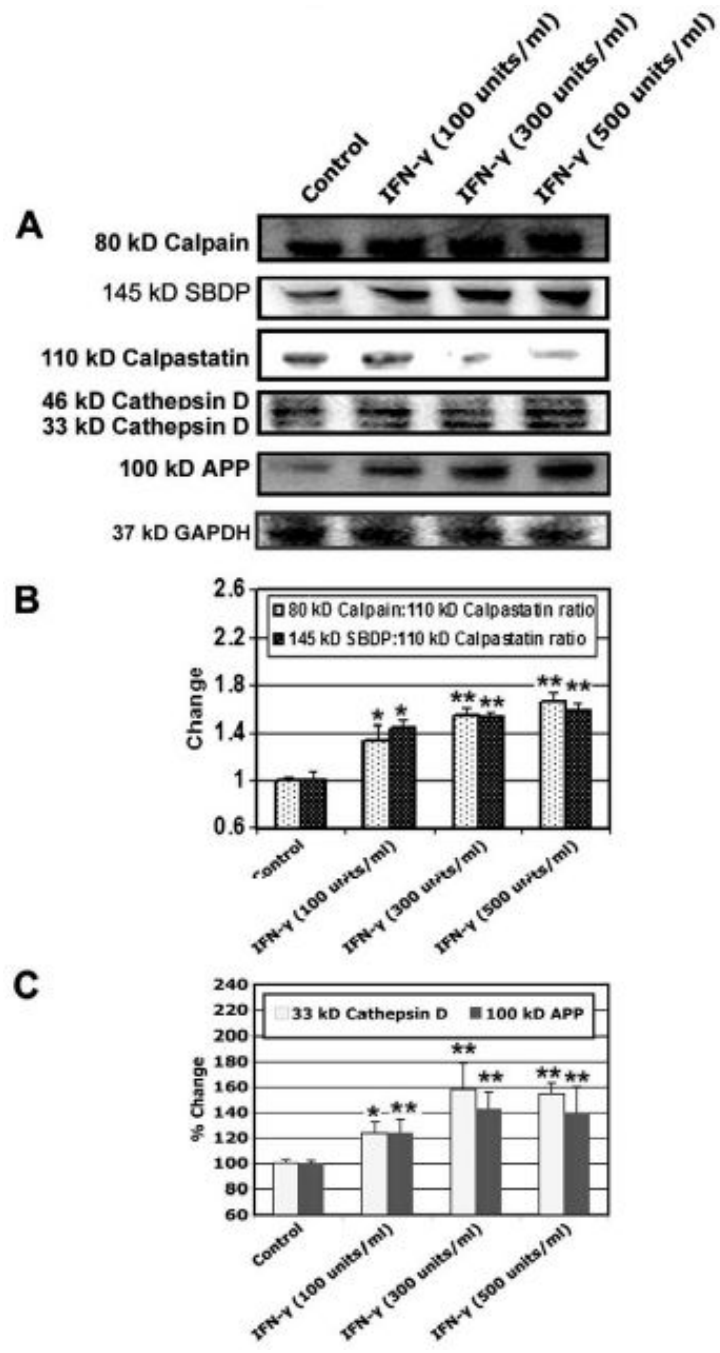 Control
IFN-γ (100 units/ml)
IFN-γ (300 units/ml)
IFN-γ (500 units/ml)
A
80 kD Calpain
145 kD SBDP
110 kD Calpastatin
46 kD Cathepsin D
33 kD Cathepsin D
100 kD APP
37 kD GAPDH
B
2.6
2.2
1.8
1.4
1
0.6
Change
80 kD Calpain:110 kD Calpastatin ratio
145 kD SBDP:110 kD Calpastatin ratio
* *
** **
** **
Control
IFN-γ (100 units/ml)
IFN-γ (300 units/ml)
IFN-γ (500 units/ml)
C
240
220
200
180
160
140
120
100
80
60
% Change
33 kD Cathepsin D
100 kD APP
* **
** **
** **
Control
IFN-γ (100 units/ml)
IFN-γ (300 units/ml)
IFN-γ (500 units/ml)